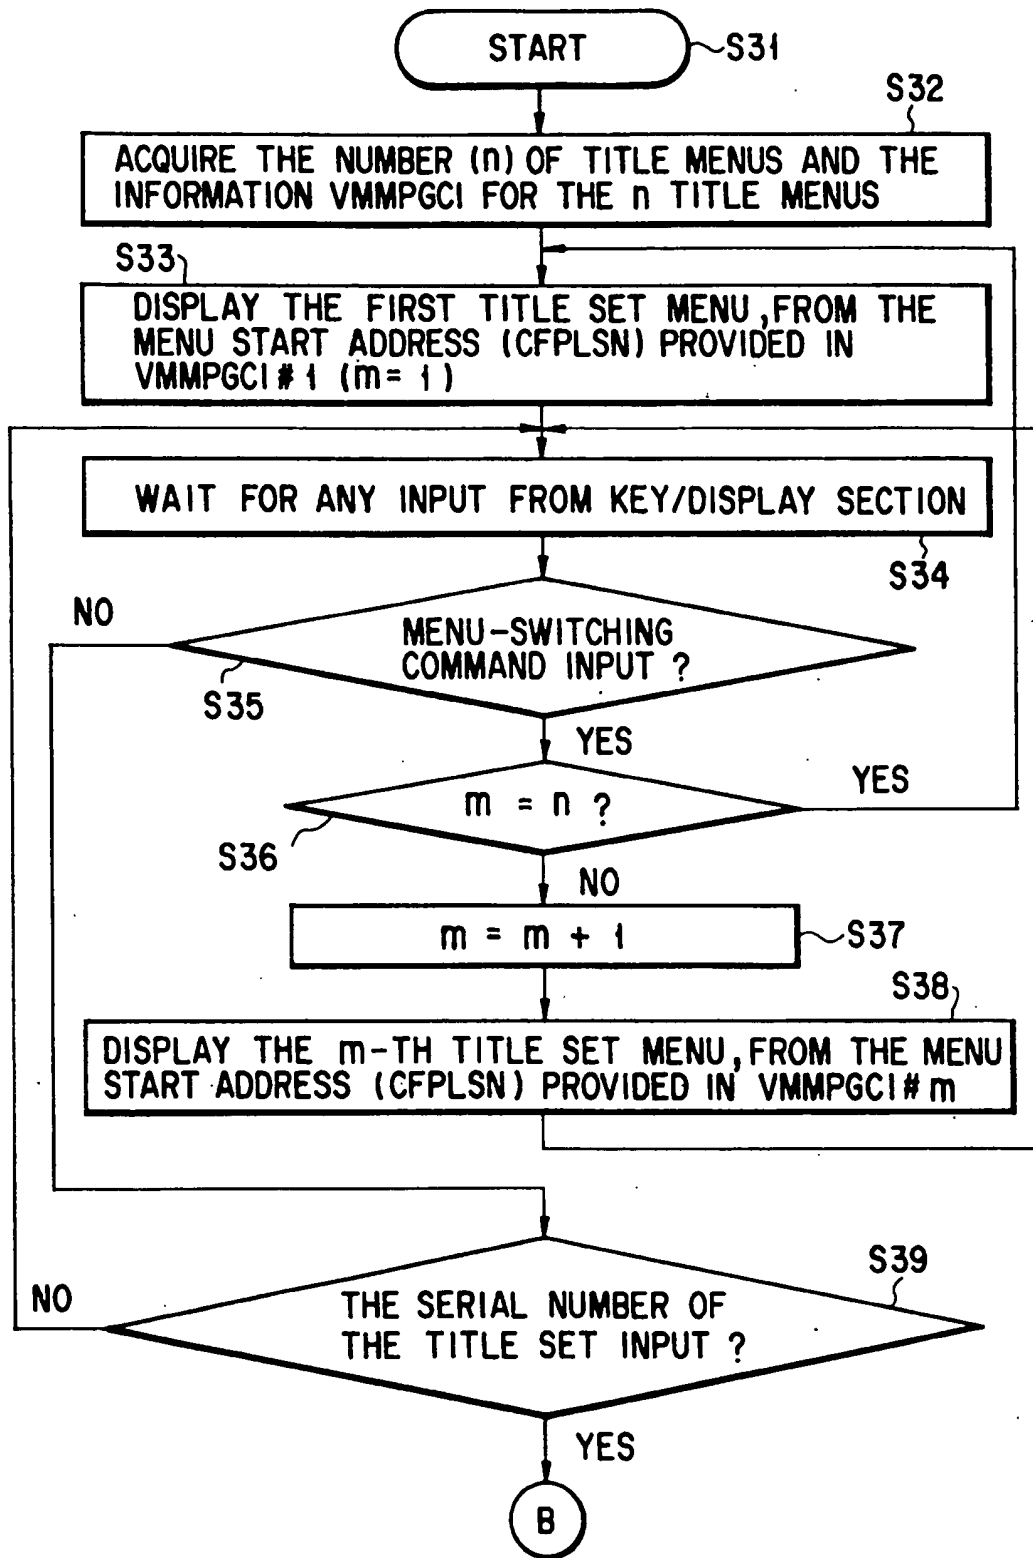 START
S31
S32
ACQUIRE THE NUMBER (n) OF TITLE MENUS AND THE
INFORMATION VMMPGCI FOR THE n TITLE MENUS
S33
DISPLAY THE FIRST TITLE SET MENU, FROM THE
MENU START ADDRESS (CFPLSN) PROVIDED IN
VMMPGCI#1 (m=1)
WAIT FOR ANY INPUT FROM KEY/DISPLAY SECTION
S34
NO
MENU-SWITCHING
COMMAND INPUT ?
S35
YES
YES
m = n ?
S36
NO
m = m + 1
S37
S38
DISPLAY THE m-TH TITLE SET MENU, FROM THE MENU
START ADDRESS (CFPLSN) PROVIDED IN VMMPGCI#m
S39
NO
THE SERIAL NUMBER OF
THE TITLE SET INPUT ?
YES
B